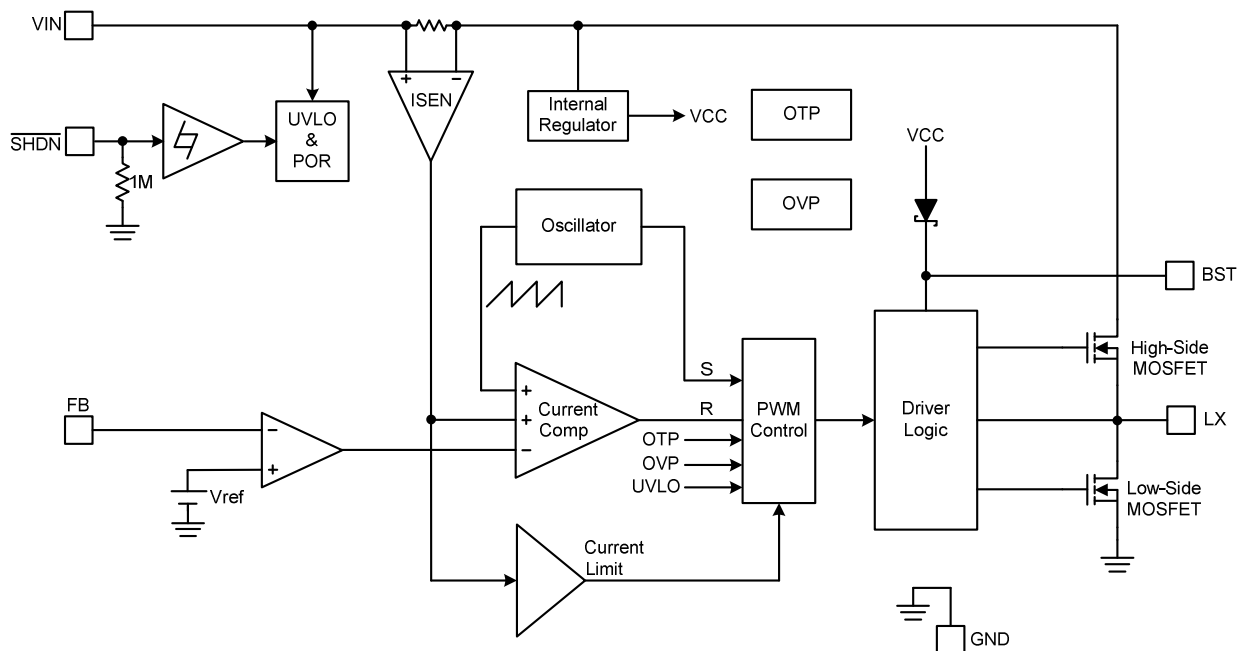 VIN
+ −
ISEN
Internal
Regulator
VCC
OTP
SHDN
UVLO
&
POR
1M
VCC
OVP
Oscillator
BST
High-Side
MOSFET
FB
S
+
Current
Comp
+
−
R
PWM
Control
Driver
Logic
LX
−
+
Vref
OTP
OVP
UVLO
Low-Side
MOSFET
Current
Limit
GND